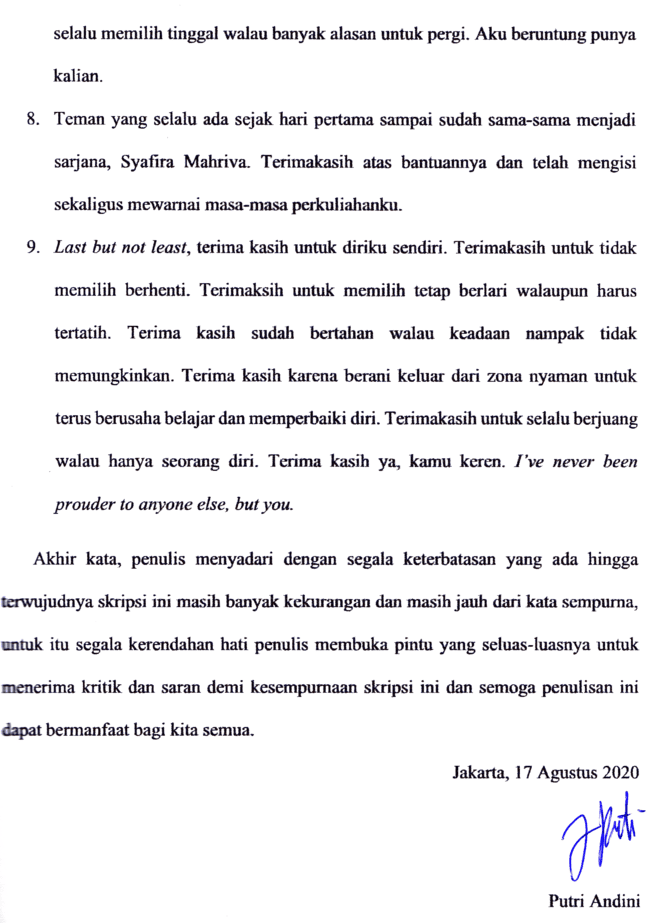 selalu memilih tinggal walau banyak alasan untuk pergi. Aku beruntung punya
kalian.
8. Teman yang selalu ada sejak hari pertama sampai sudah sama-sama menjadi
sarjana, Syafira Mahriva. Terimakasih atas bantuannya dan telah mengisi
sekaligus mewarnai masa-masa perkuliahanku.
9. Last but not least, terima kasih untuk diriku sendiri. Terimakasih untuk tidak
memilih berhenti. Terimaksih untuk memilih tetap berlari walaupun harus
tertatih. Terima kasih sudah bertahan walau keadaan nampak tidak
memungkinkan. Terima kasih karena berani keluar dari zona nyaman untuk
terus berusaha belajar dan memperbaiki diri. Terimakasih untuk selalu berjuang
walau hanya seorang diri. Terima kasih ya, kamu keren. I've never been
prouder to anyone else, but you.
Akhir kata, penulis menyadari dengan segala keterbatasan yang ada hingga
terwujudnya skripsi ini masih banyak kekurangan dan masih jauh dari kata sempurna,
untuk itu segala kerendahan hati penulis membuka pintu yang seluas-luasnya untuk
menerima kritik dan saran demi kesempurnaan skripsi ini dan semoga penulisan ini
dapat bermanfaat bagi kita semua.
Jakarta, 17 Agustus 2020
Putri Andini